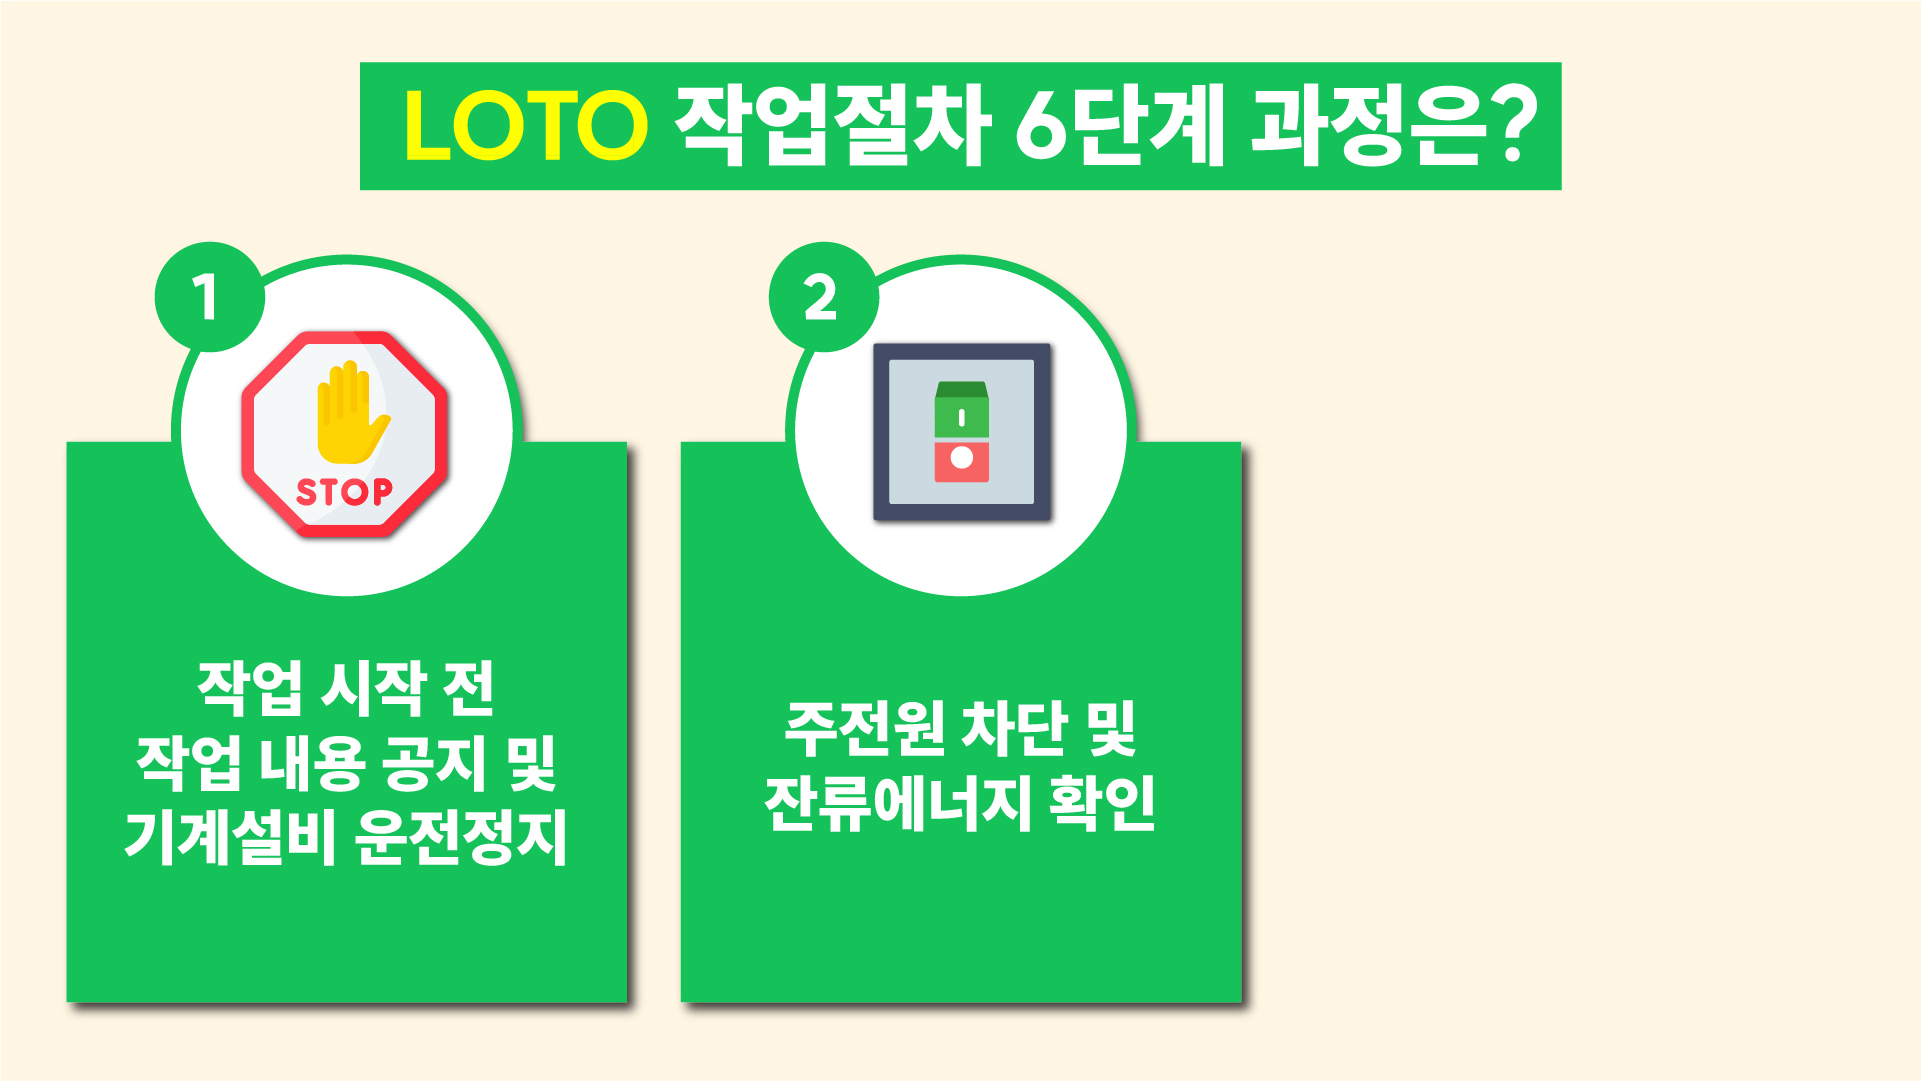 LOTO 작업절차 6단계 과정은?
1
STOP
작업 시작 전
작업 내용 공지 및
기계설비 운전정지
2
주전원 차단 및
잔류에너지 확인